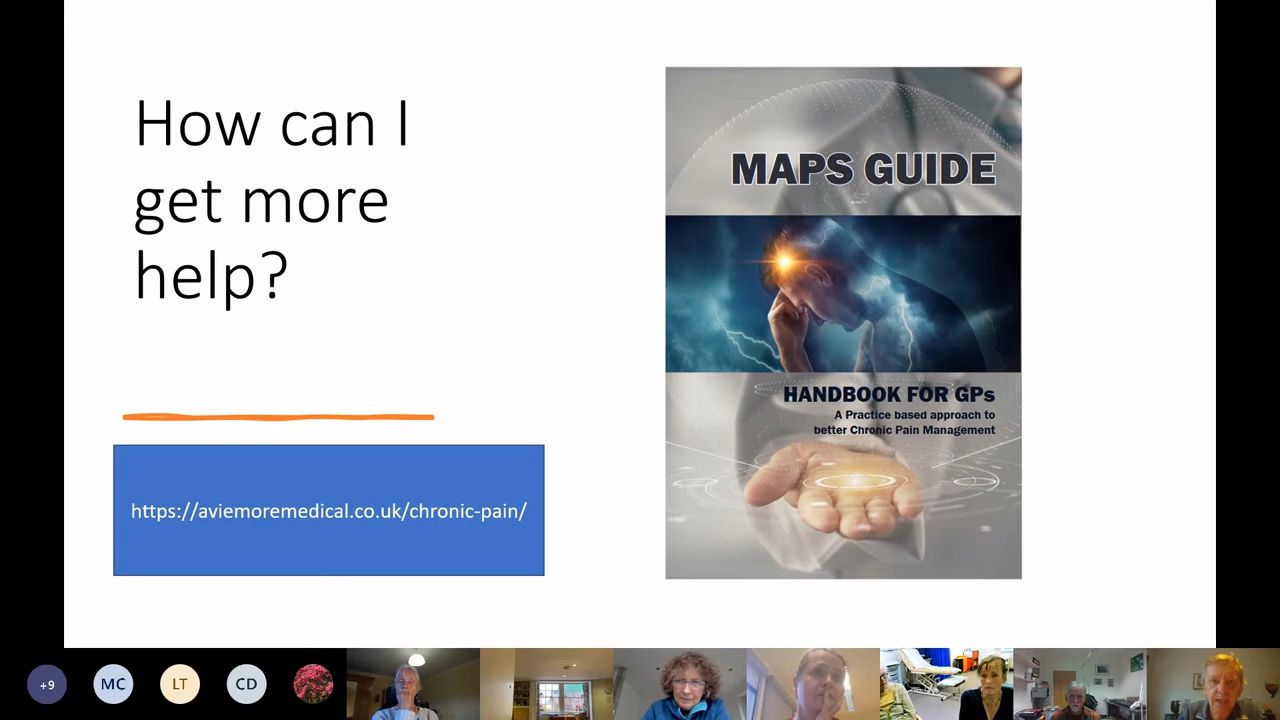 How can I
get more
help?
https://aviemoremedical.co.uk/chronic-pain/
MAPS GUIDE
HANDBOOK FOR GPs
A Practice based approach to
better Chronic Pain Management
+9
MC
LT
CD